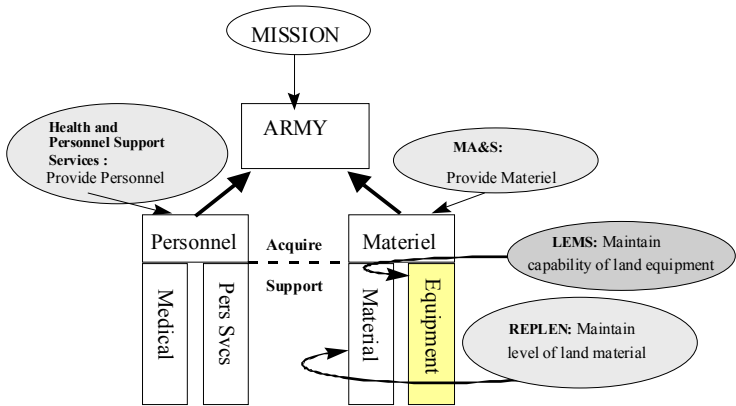 MISSION
ARMY
Health and
Personnel Support
Services :
Provide Personnel
MA&S:
Provide Materiel
Personnel
Acquire
Materiel
LEMS: Maintain
capability of land equipment
Support
Medical
Pers Svcs
Material
Equipment
REPLEN: Maintain
level of land material